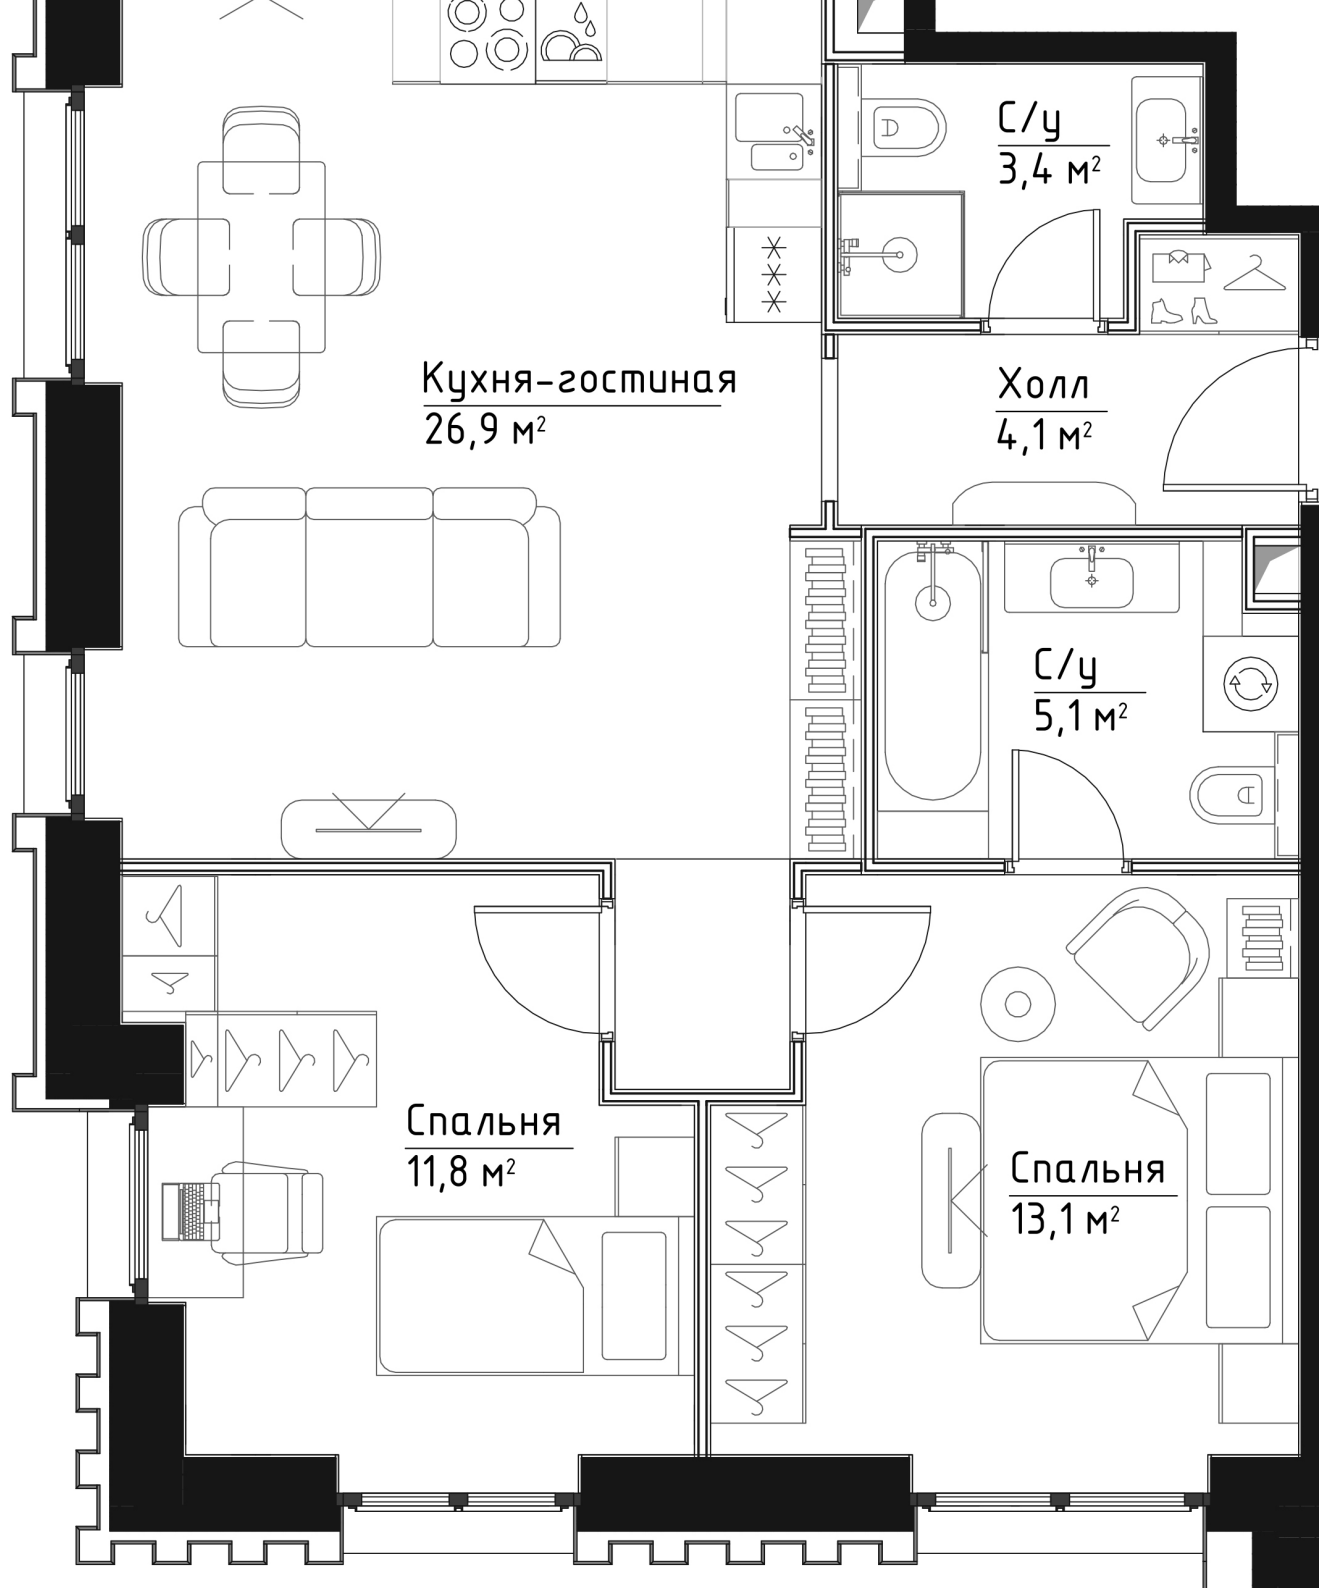 С/у
3,4 м²
Кухня-гостиная
26,9 м²
Холл
4,1 м²
С/у
5,1 м²
Спальня
11,8 м²
Спальня
13,1 м²